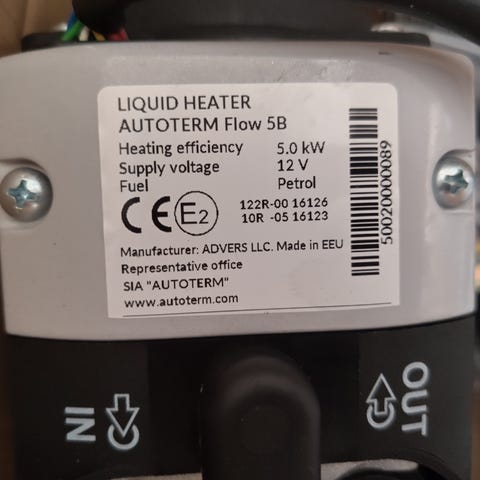 LIQUID HEATER
AUTOTERM Flow 5B
Heating efficiency 5.0 kW
Supply voltage 12 V
Fuel Petrol
CE E2 122R-00 16126
10R -05 16123
Manufacturer: ADVERS LLC. Made in EEU
Representative office
SIA "AUTOTERM"
www.autoterm.com
50020000089
IN
OUT